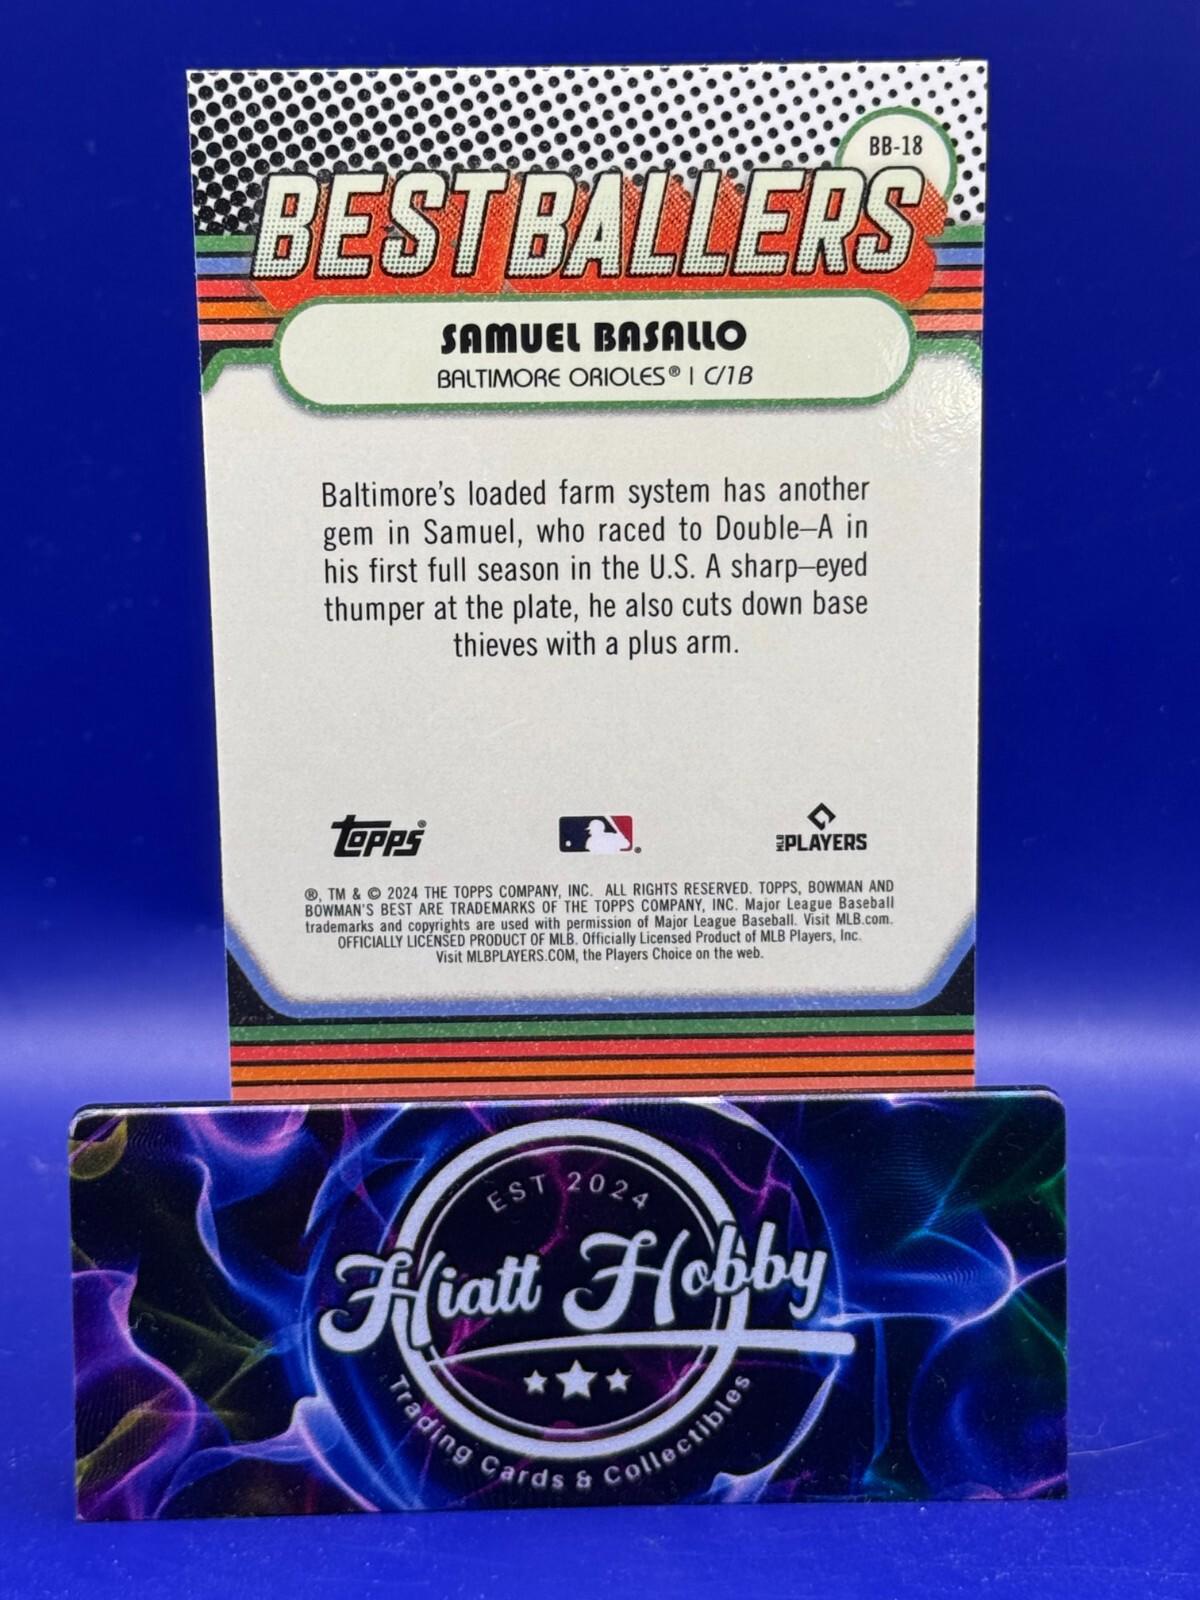 BB-18
BEST BALLERS
SAMUEL BASALLO
BALTIMORE ORIOLES® | C/1B
Baltimore's loaded farm system has another
gem in Samuel, who raced to Double–A in
his first full season in the U.S. A sharp–eyed
thumper at the plate, he also cuts down base
thieves with a plus arm.
TOPPS®
®
MLB PLAYERS
®, TM & © 2024 THE TOPPS COMPANY, INC. ALL RIGHTS RESERVED. TOPPS, BOWMAN AND
BOWMAN'S BEST ARE TRADEMARKS OF THE TOPPS COMPANY, INC. Major League Baseball
trademarks and copyrights are used with permission of Major League Baseball. Visit MLB.com.
OFFICIALLY LICENSED PRODUCT OF MLB. Officially Licensed Product of MLB Players, Inc.
Visit MLBPLAYERS.COM, the Players Choice on the web.
EST 2024
Hiatt Hobby
Trading Cards & Collectibles